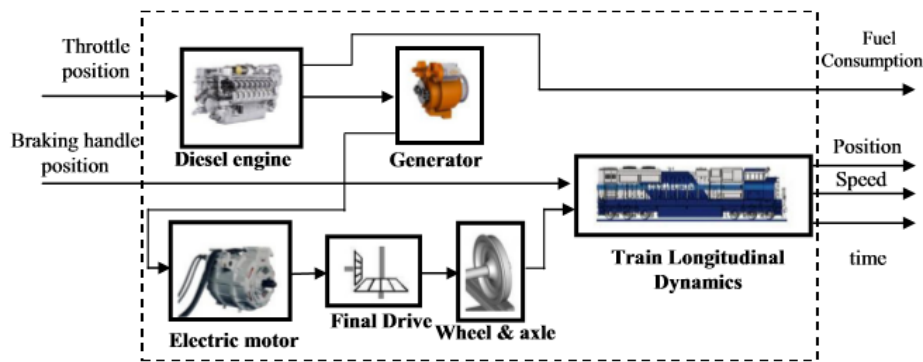 Throttle
position
Fuel
Consumption
Diesel engine
Generator
Braking handle
position
Position
Speed
time
Train Longitudinal
Dynamics
Electric motor
Final Drive
Wheel & axle